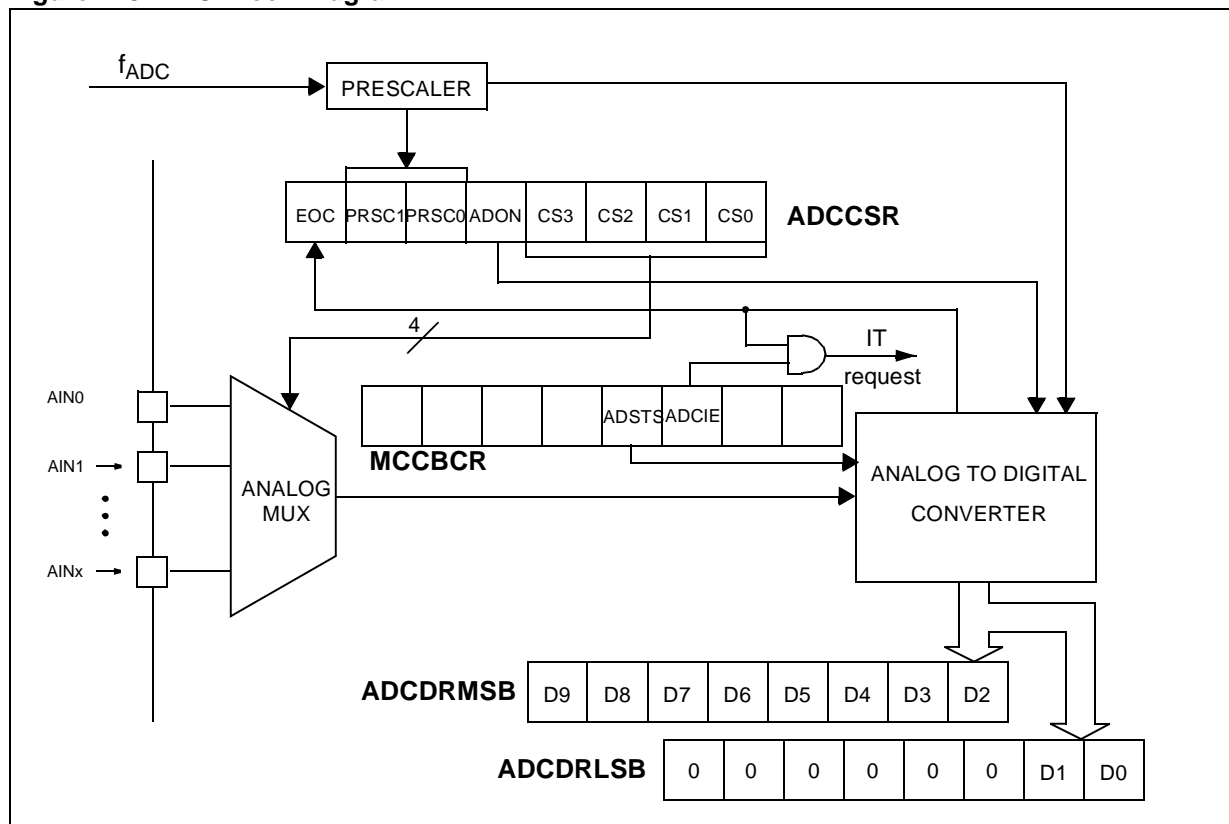 fADC
PRESCALER
EOC PRSC1 PRSC0 ADON CS3 CS2 CS1 CS0 ADCCSR
4
IT
request
AIN0
ADSTS ADCIE
MCCBCR
AIN1
ANALOG
MUX
ANALOG TO DIGITAL
CONVERTER
AINx
ADCDRMSB D9 D8 D7 D6 D5 D4 D3 D2
ADCDRLSB 0 0 0 0 0 0 D1 D0